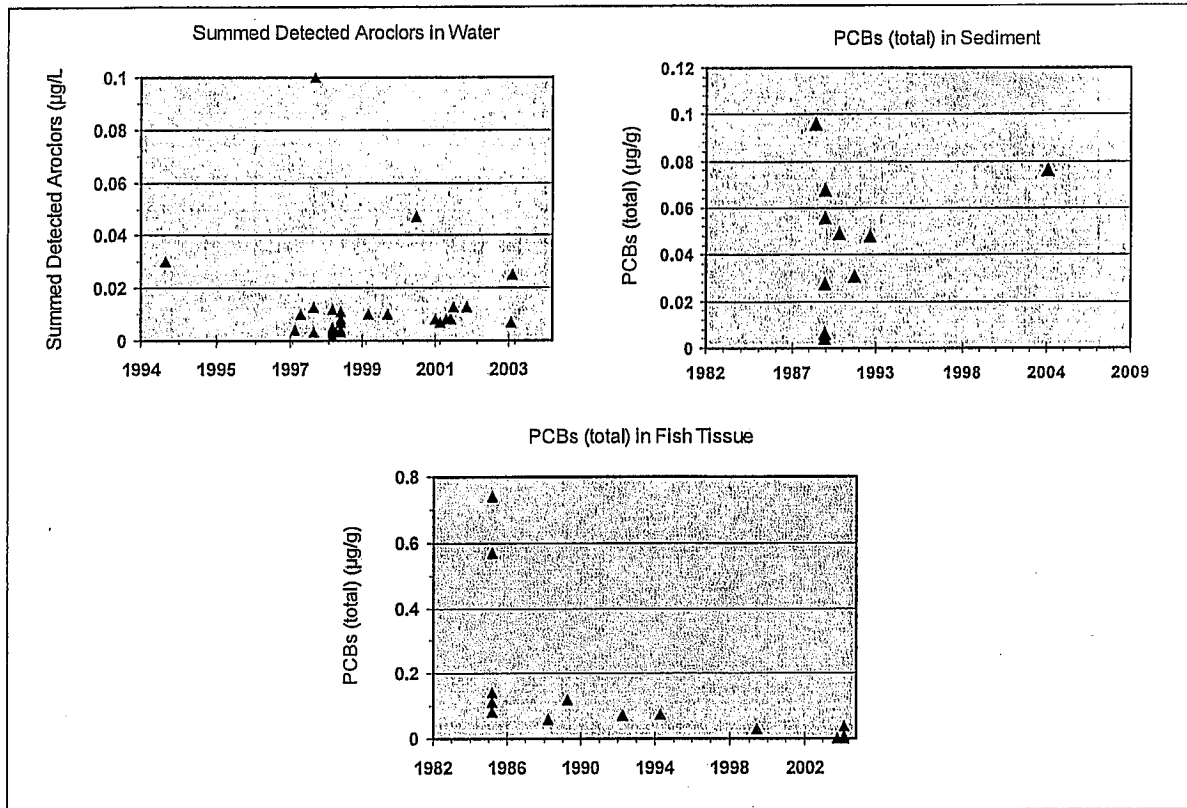 Summed Detected Aroclors in Water
Summed Detected Aroclors (µg/L
0.1
0.08
0.06
0.04
0.02
0
1994 1995 1997 1999 2001 2003
PCBs (total) in Sediment
PCBs (total) (µg/g)
0.12
0.1
0.08
0.06
0.04
0.02
0
1982 1987 1993 1998 2004 2009
PCBs (total) in Fish Tissue
PCBs (total) (µg/g)
0.8
0.6
0.4
0.2
0
1982 1986 1990 1994 1998 2002